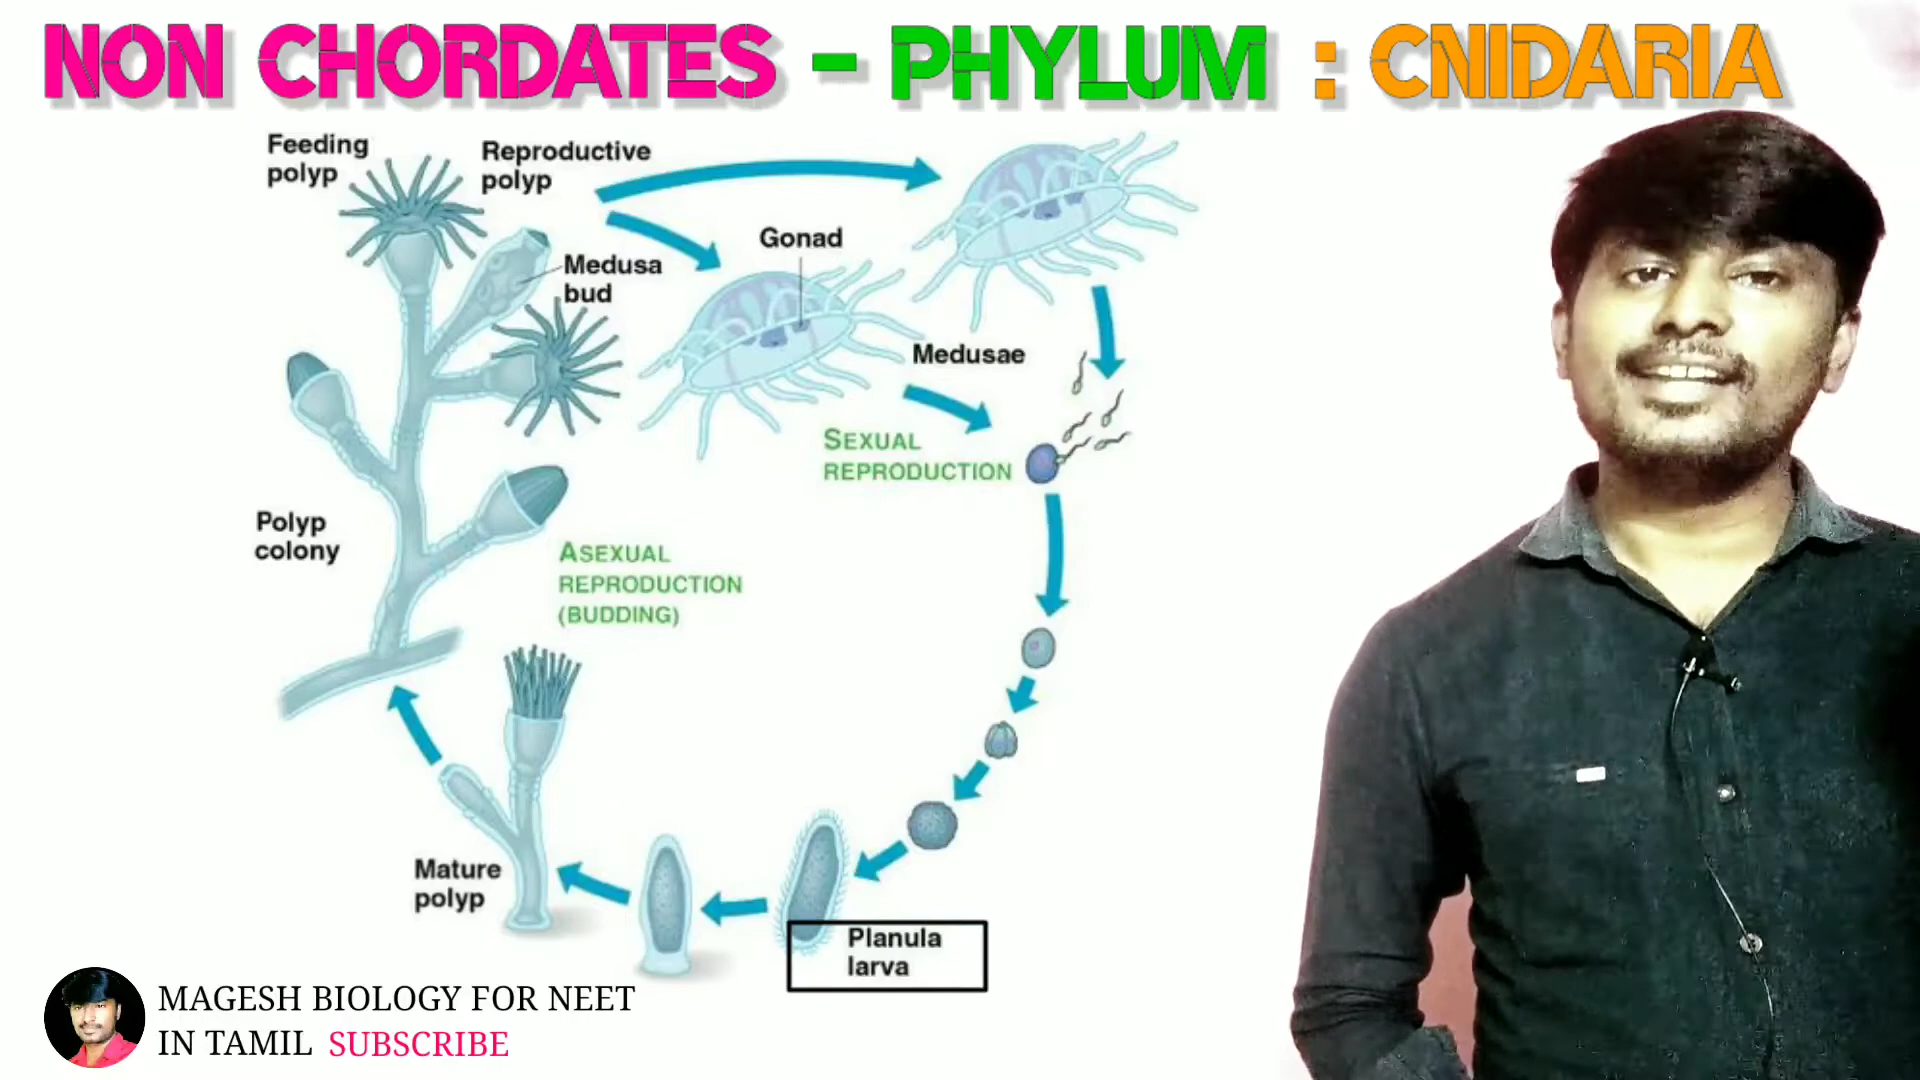 NON CHORDATES - PHYLUM : CNIDARIA
Feeding
polyp
Reproductive
polyp
Gonad
Medusa
bud
Medusae
SEXUAL
REPRODUCTION
Polyp
colony
ASEXUAL
REPRODUCTION
(BUDDING)
Mature
polyp
Planula
larva
MAGESH BIOLOGY FOR NEET
IN TAMIL SUBSCRIBE